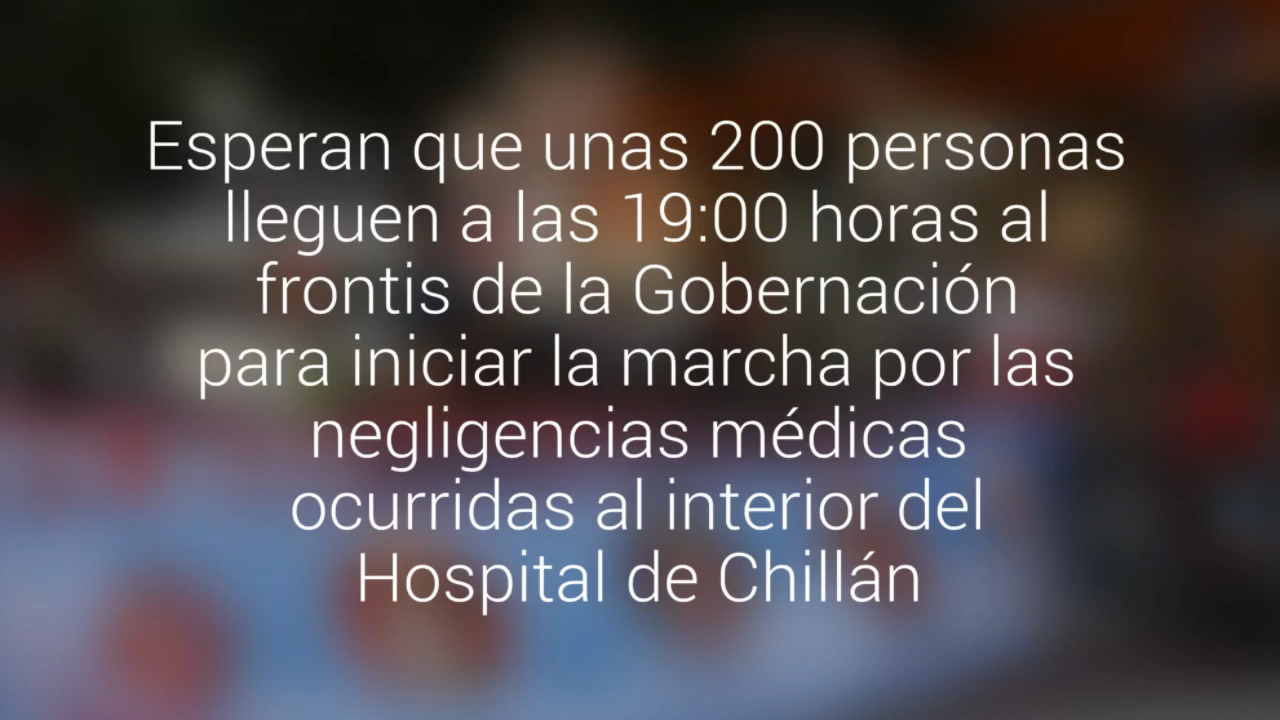 Esperan que unas 200 personas
lleguen a las 19:00 horas al
frontis de la Gobernación
para iniciar la marcha por las
negligencias médicas
ocurridas al interior del
Hospital de Chillán